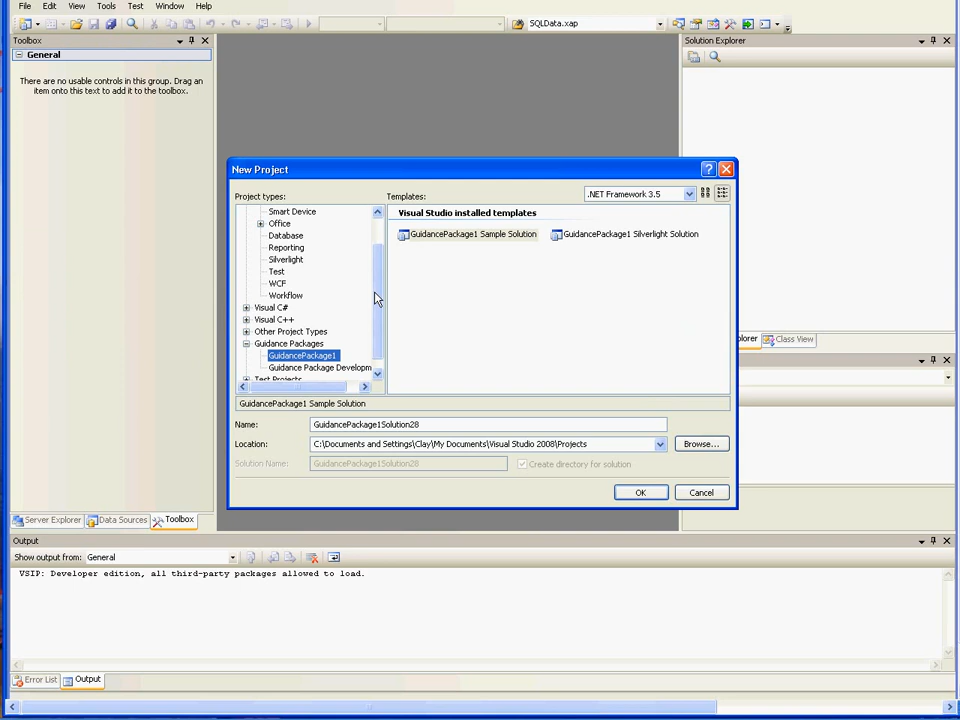 File Edit View Tools Test Window Help
SQLData.xap
Toolbox
General
There are no usable controls in this group. Drag an
item onto this text to add it to the toolbox.
Solution Explorer
New Project
Project types:
Templates:
.NET Framework 3.5
Smart Device
Office
Database
Reporting
Silverlight
Test
WCF
Workflow
Visual C#
Visual C++
Other Project Types
Guidance Packages
GuidancePackage1
Guidance Package Developm
Test Projects
Visual Studio installed templates
GuidancePackage1 Sample Solution
GuidancePackage1 Silverlight Solution
GuidancePackage1 Sample Solution
Name:
GuidancePackage1Solution28
Location:
C:\Documents and Settings\Clay\My Documents\Visual Studio 2008\Projects
Browse...
Solution Name:
GuidancePackage1Solution28
Create directory for solution
OK
Cancel
plorer
Class View
Server Explorer
Data Sources
Toolbox
Output
Show output from:
General
VSIP: Developer edition, all third-party packages allowed to load.
Error List
Output